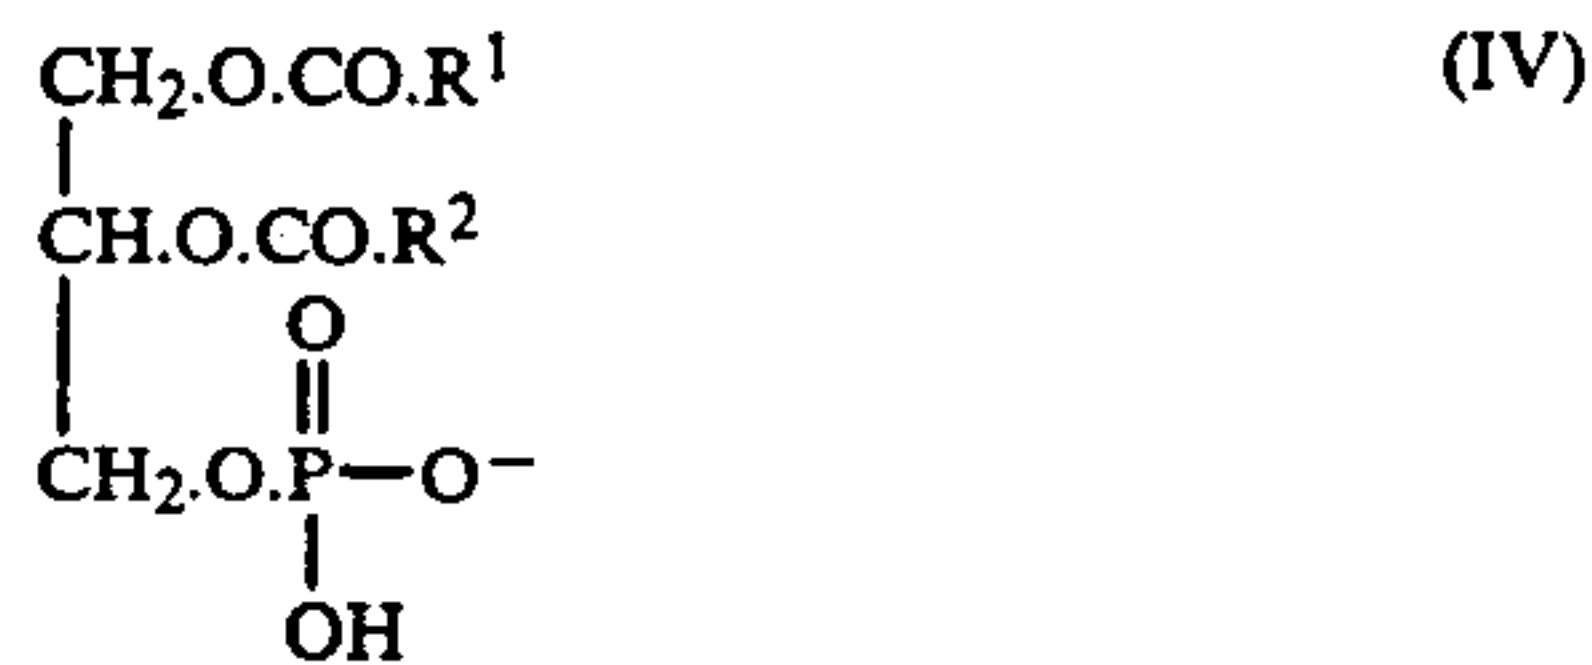 CH₂.O.CO.R¹ (IV)
CH.O.CO.R²
O
CH₂.O.P—O⁻
OH